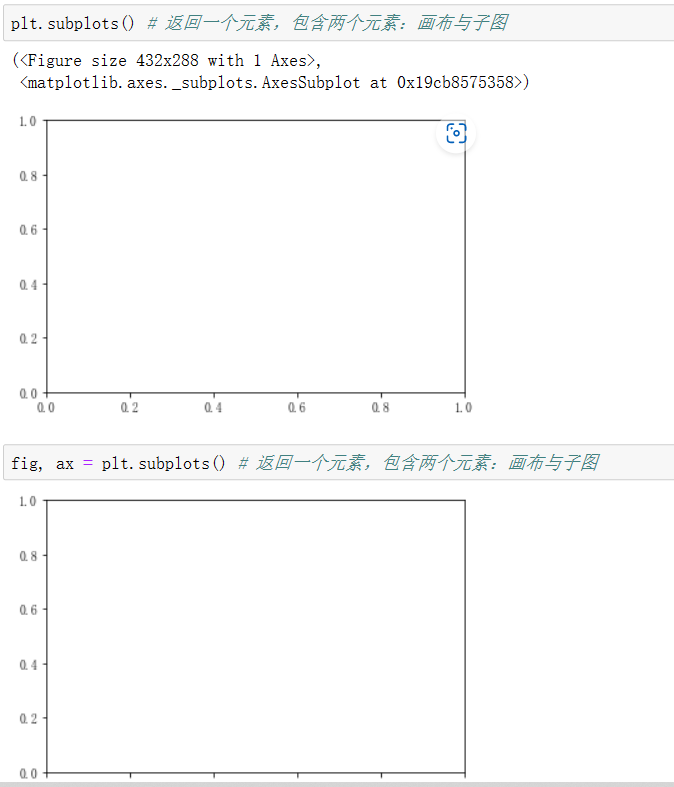 plt.subplots() # 返回一个元素，包含两个元素：画布与子图
(<Figure size 432x288 with 1 Axes>,
<matplotlib.axes._subplots.AxesSubplot at 0x19cb8575358>)
1.0
0.8
0.6
0.4
0.2
0.0
0.0 0.2 0.4 0.6 0.8 1.0
fig, ax = plt.subplots() # 返回一个元素，包含两个元素：画布与子图
1.0
0.8
0.6
0.4
0.2
0.0